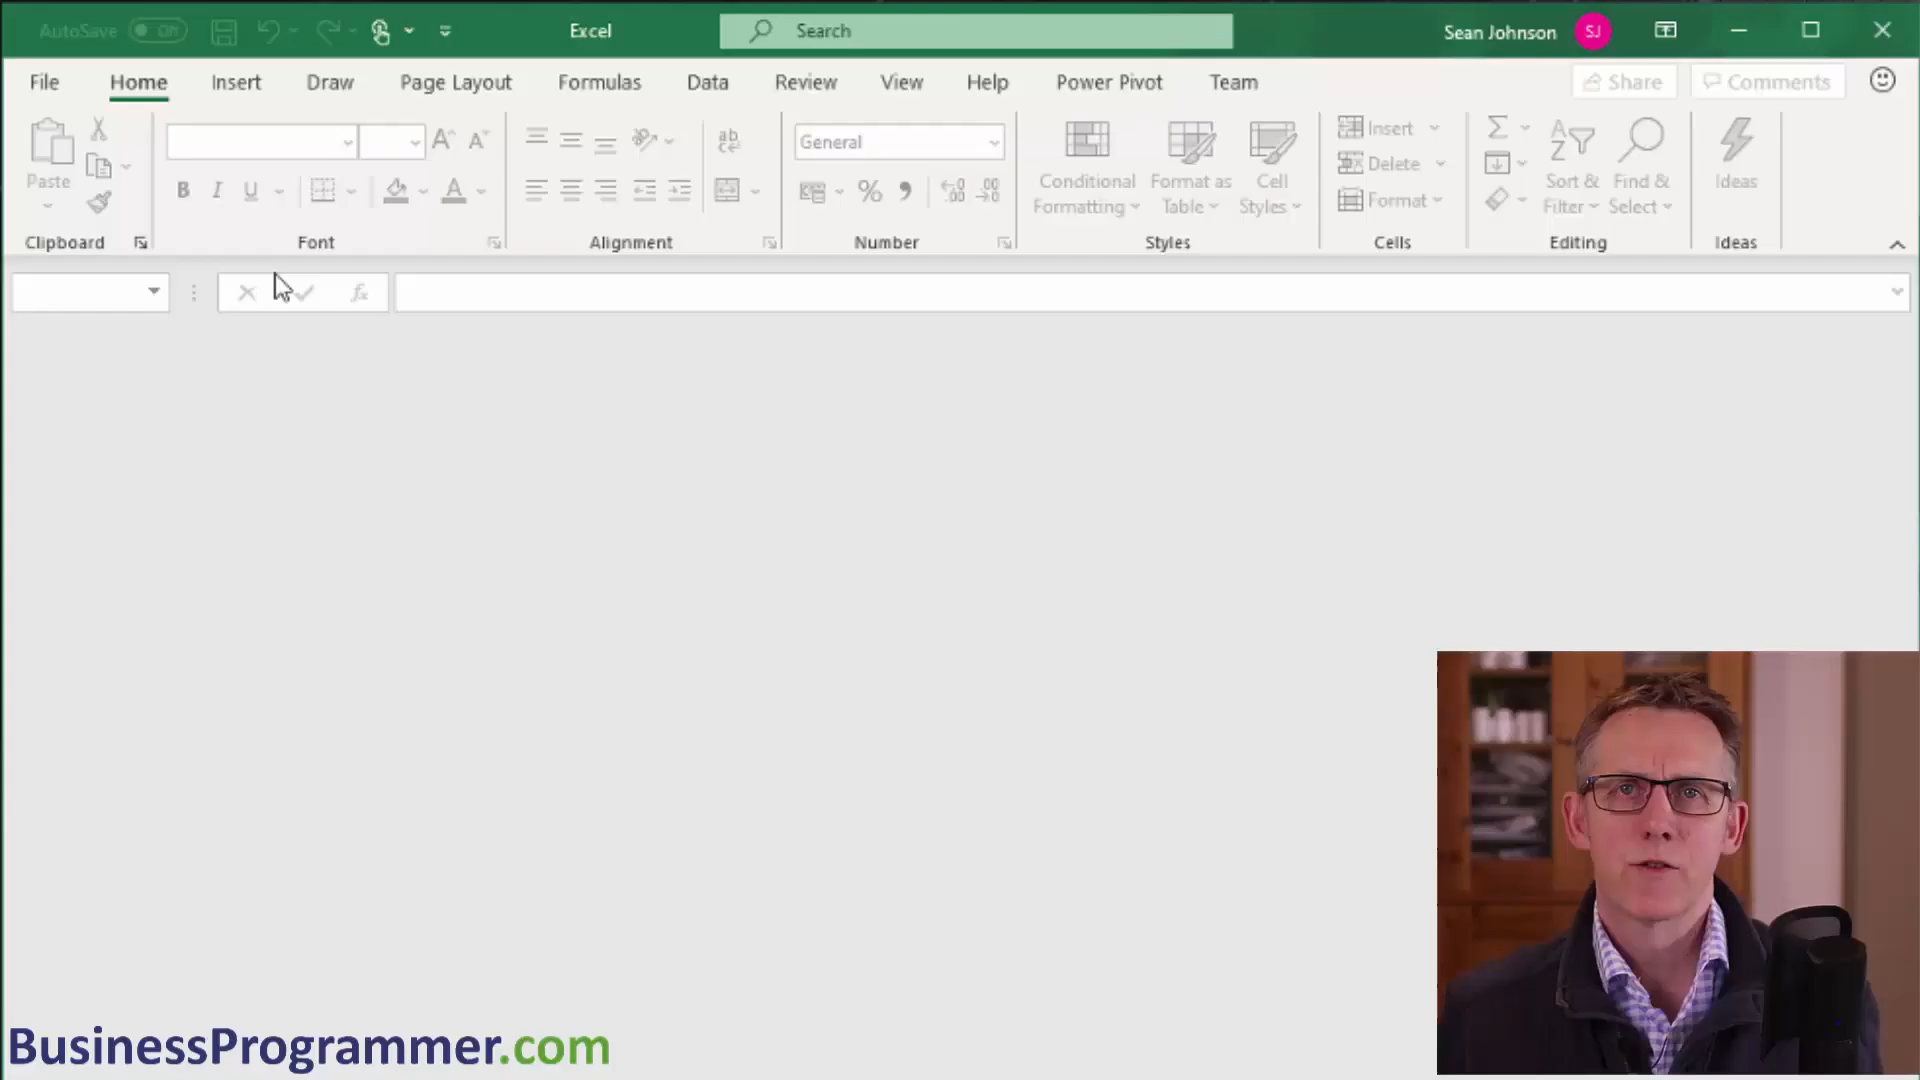 AutoSave Off Excel Search Sean Johnson SJ
File Home Insert Draw Page Layout Formulas Data Review View Help Power Pivot Team Share Comments
Paste
Clipboard
B I U A
Font
ab
Alignment
General
Number
Conditional Formatting
Format as Table
Cell Styles
Styles
Insert
Delete
Format
Cells
Sort & Filter
Find & Select
Editing
Ideas
Ideas
fx
BusinessProgrammer.com